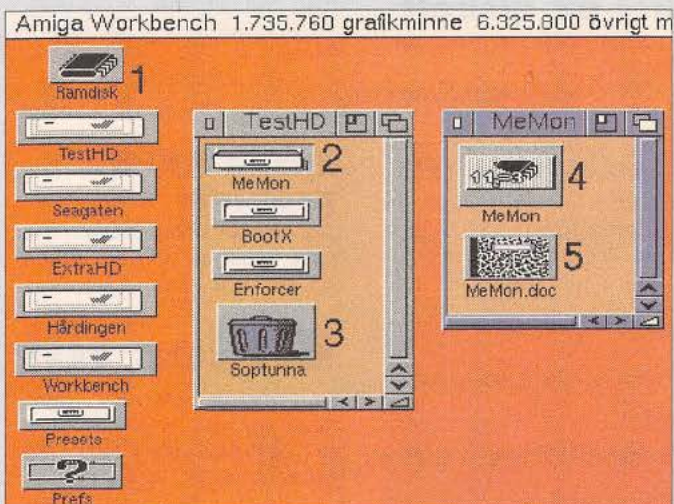 Amiga Workbench 1.735.760 grafikminne 6.325.800 övrigt m
Ramdisk
1
TestHD
Seagaten
ExtraHD
Hårdingen
Workbench
Presets
Prefs
TestHD
MeMon
2
BootX
Enforcer
3
Soptunna
MeMon
4
MeMon
5
MeMon.doc